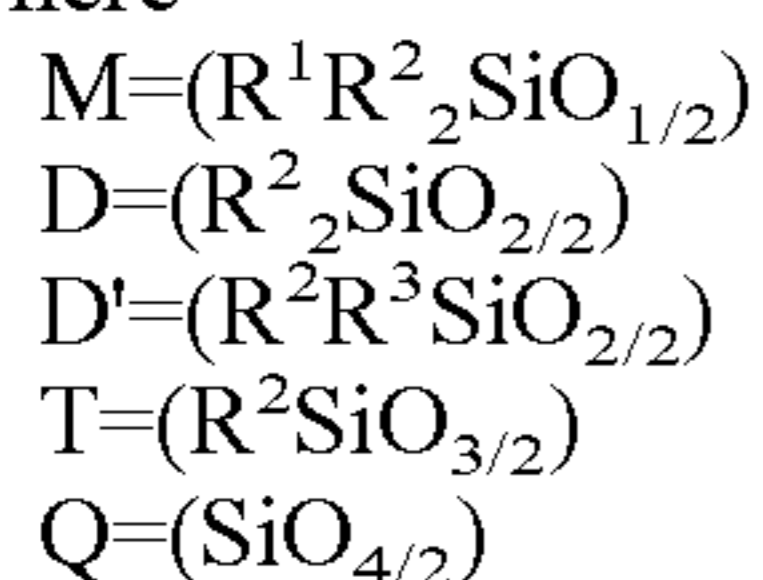 M=(R¹R²₂SiO₁/₂)
D=(R²₂SiO₂/₂)
D'=(R²R³SiO₂/₂)
T=(R²SiO₃/₂)
Q=(SiO₄/₂)